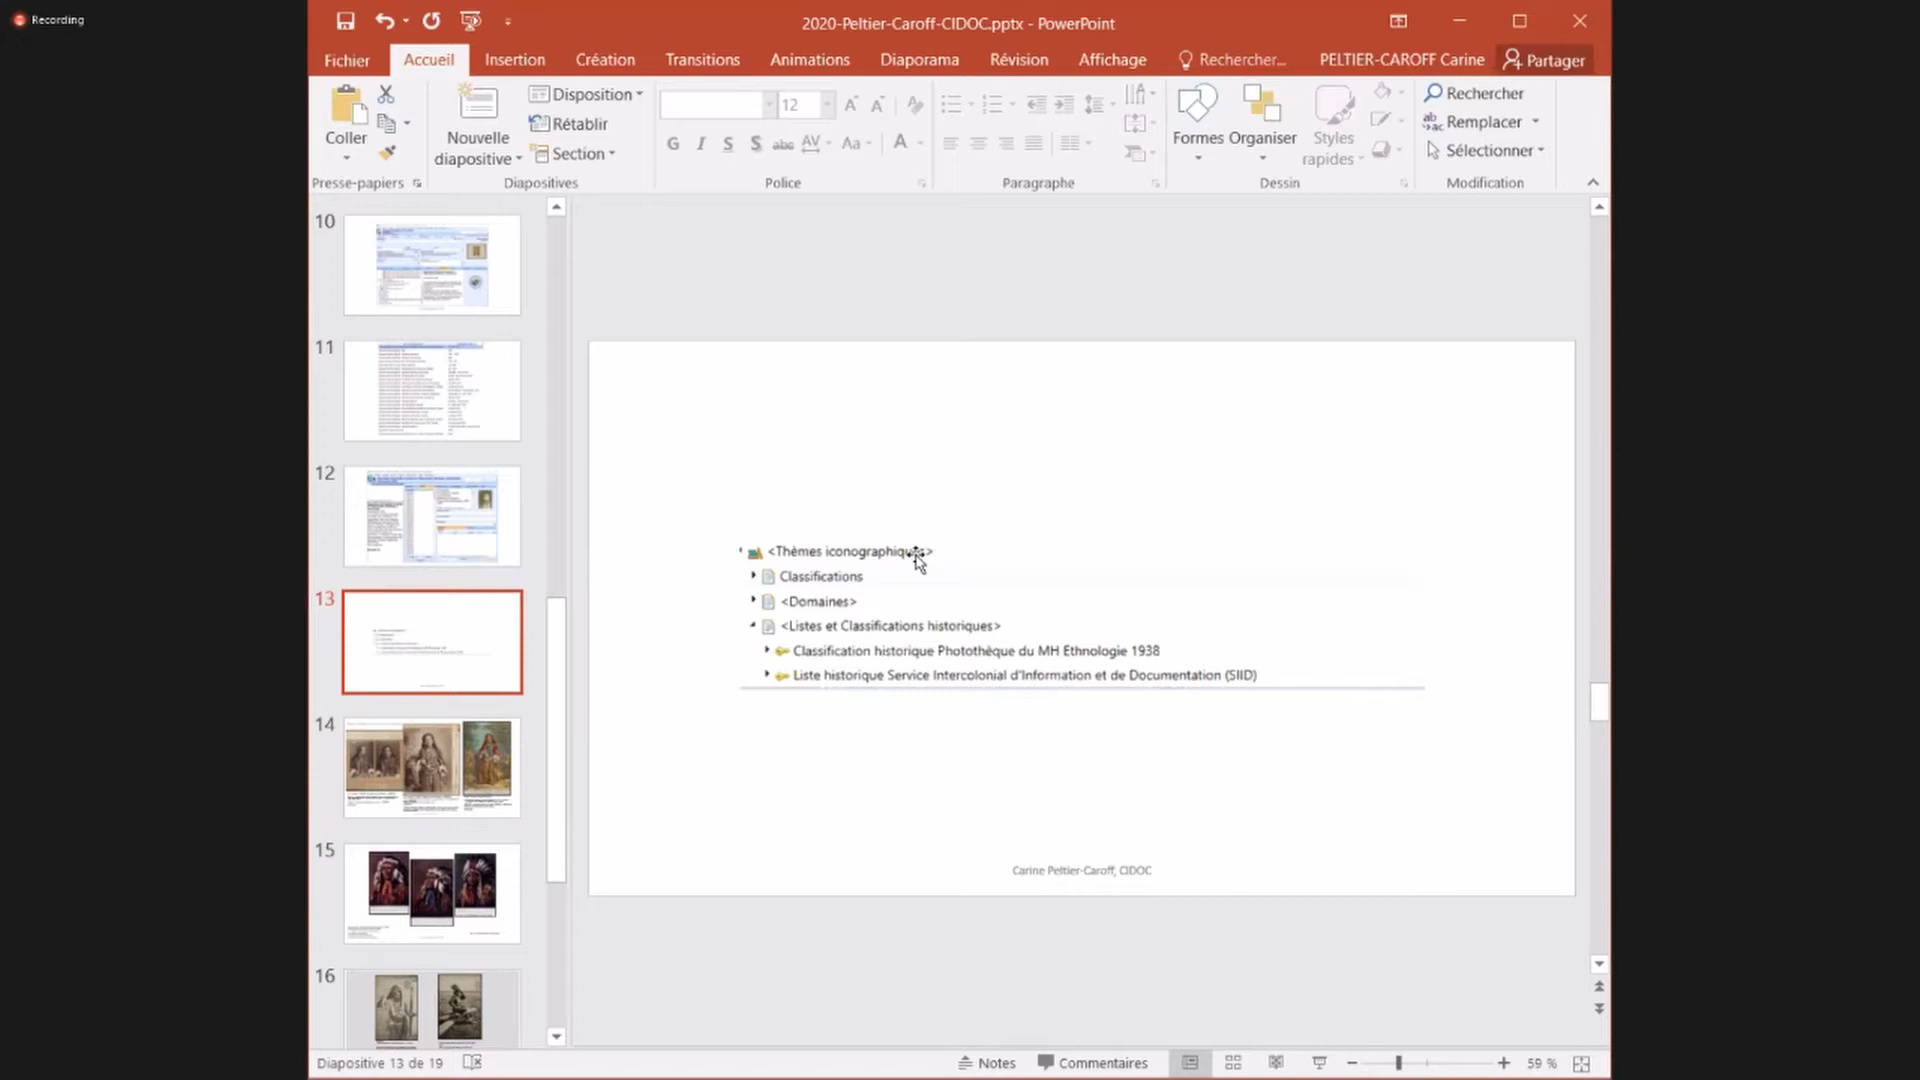 Recording
2020-Peltier-Caroff-CIDOC.pptx - PowerPoint
Fichier Accueil Insertion Création Transitions Animations Diaporama Révision Affichage Rechercher... PELTIER-CAROFF Carine Partager
Coller
Presse-papiers
Nouvelle
diapositive
Disposition
Rétablir
Section
Diapositives
12
G I S S abc AV Aa A
Police
Paragraphe
Formes
Organiser
Styles
rapides
Dessin
Rechercher
Remplacer
Sélectionner
Modification
10
11
12
13
14
15
16
<Thèmes iconographiques>
Classifications
<Domaines>
<Listes et Classifications historiques>
Classification historique Photothèque du MH Ethnologie 1938
Liste historique Service Intercolonial d'Information et de Documentation (SIID)
Carine Peltier-Caroff, CIDOC
Diapositive 13 de 19
Notes
Commentaires
59 %